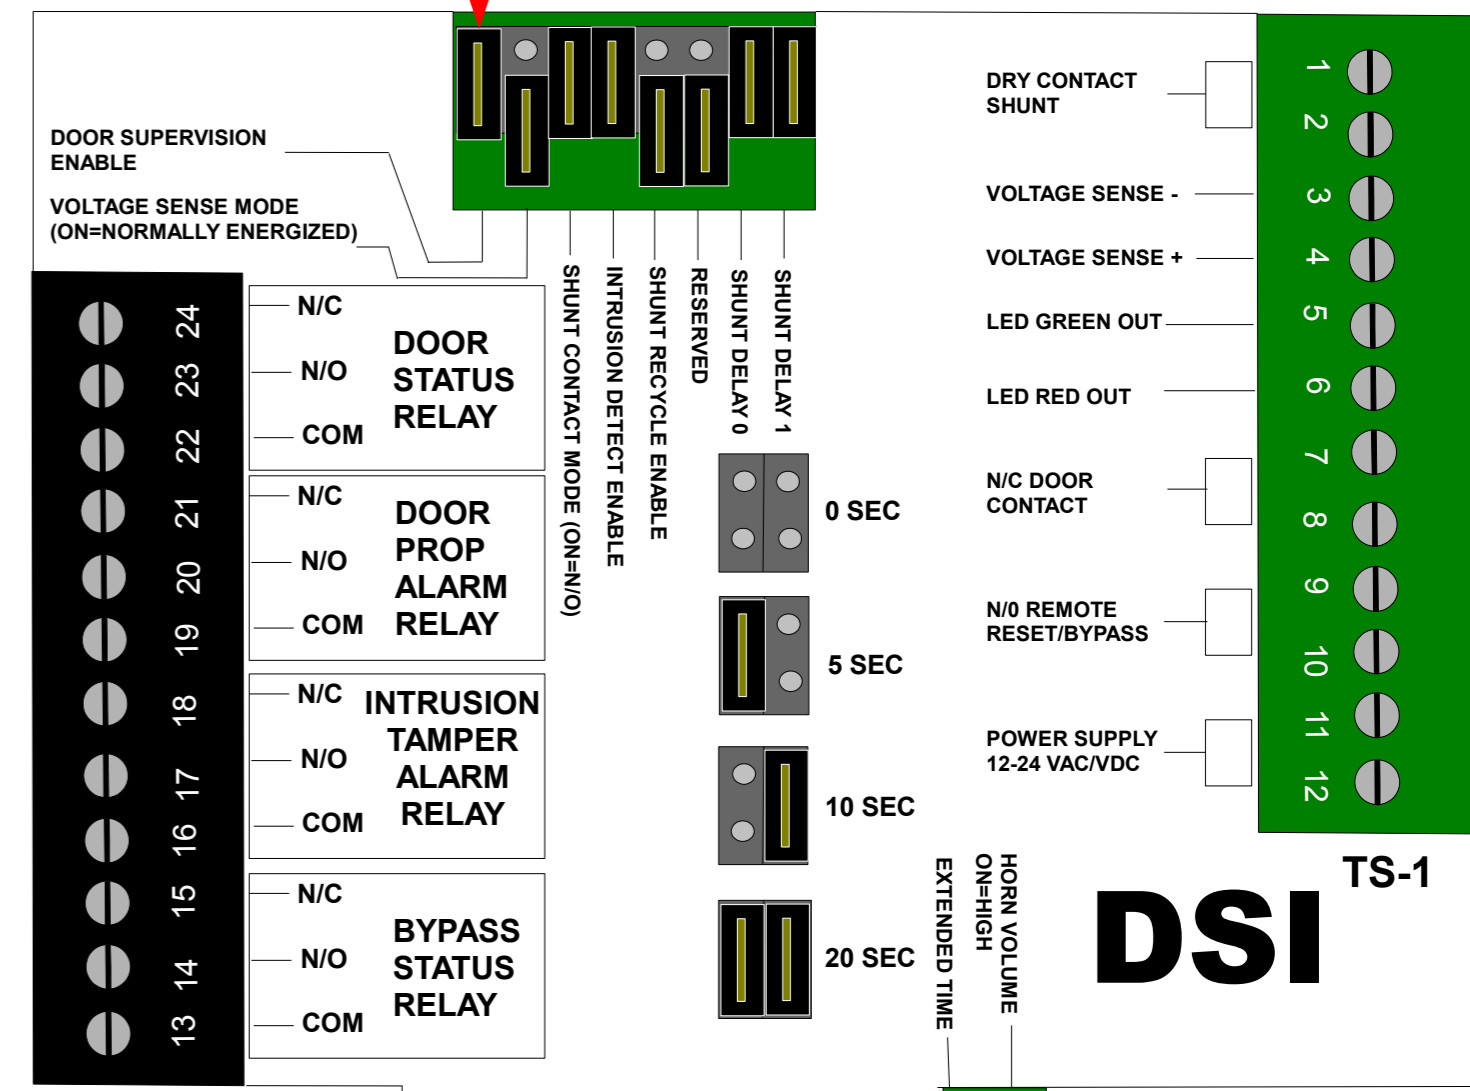 DOOR SUPERVISION
ENABLE
VOLTAGE SENSE MODE
(ON=NORMALLY ENERGIZED)
SHUNT CONTACT MODE (ON=N/O)
INTRUSION DETECT ENABLE
SHUNT RECYCLE ENABLE
RESERVED
SHUNT DELAY 0
SHUNT DELAY 1
24
23
22
21
20
19
18
17
16
15
14
13
N/C
N/O
COM
DOOR
STATUS
RELAY
N/C
N/O
COM
DOOR
PROP
ALARM
RELAY
N/C
N/O
COM
INTRUSION
TAMPER
ALARM
RELAY
N/C
N/O
COM
BYPASS
STATUS
RELAY
0 SEC
5 SEC
10 SEC
20 SEC
DRY CONTACT
SHUNT
VOLTAGE SENSE -
VOLTAGE SENSE +
LED GREEN OUT
LED RED OUT
N/C DOOR
CONTACT
N/0 REMOTE
RESET/BYPASS
POWER SUPPLY
12-24 VAC/VDC
1
2
3
4
5
6
7
8
9
10
11
12
TS-1
DSI
HORN VOLUME
ON=HIGH
EXTENDED TIME